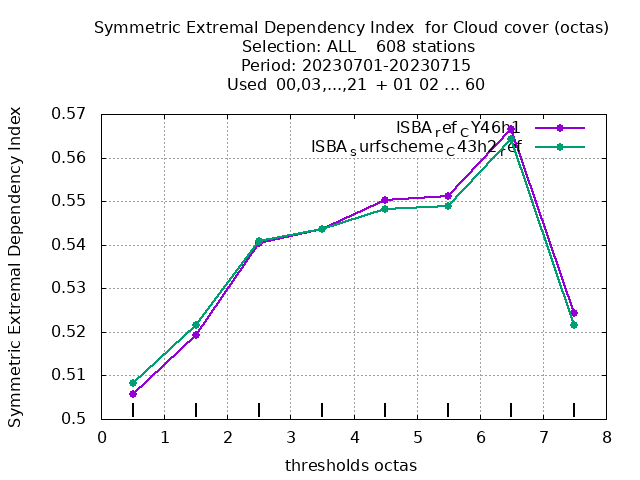 Symmetric Extremal Dependency Index  for Cloud cover (octas)
Selection: ALL    608 stations
Period: 20230701-20230715
Used  00,03,...,21  + 01 02 ... 60
Symmetric Extremal Dependency Index
0.57
0.56
0.55
0.54
0.53
0.52
0.51
0.5
ISBA_ref_CY46h1
ISBA_surfscheme_C43h2_ref
0 1 2 3 4 5 6 7 8
thresholds octas